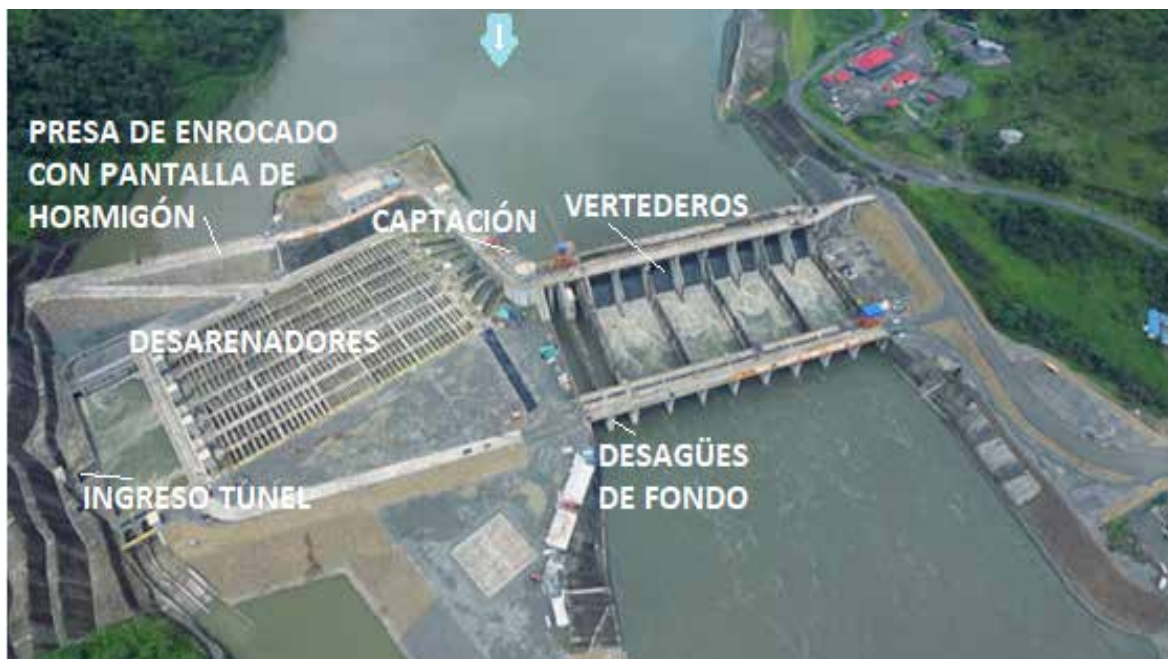 PRESA DE ENROCADO
CON PANTALLA DE
HORMIGÓN
CAPTACIÓN
VERTEDEROS
DESARENADORES
INGRESO TUNEL
DESAGÜES
DE FONDO